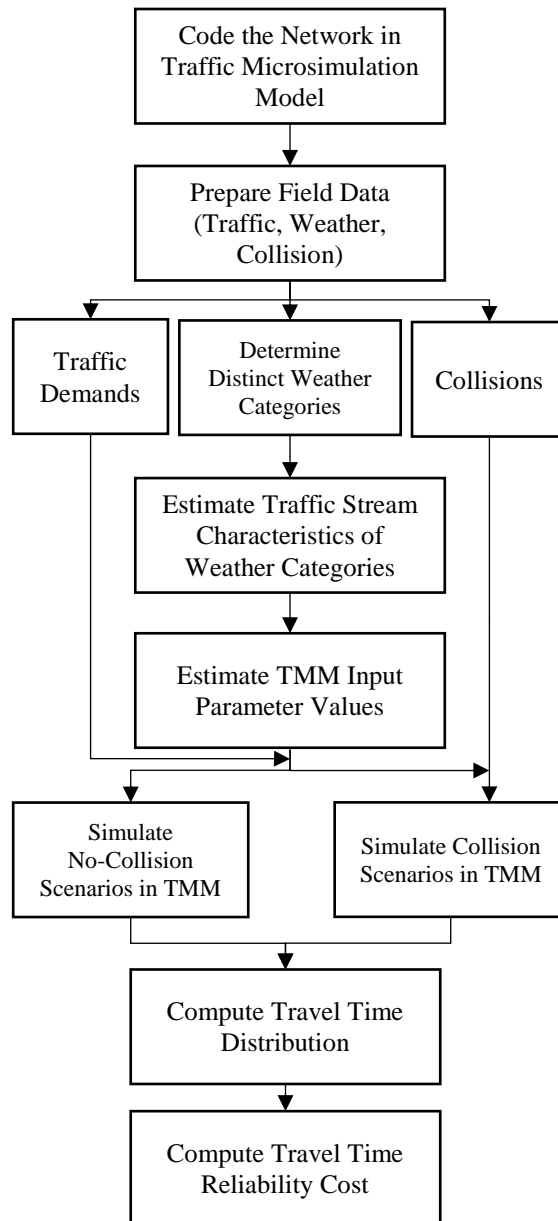 Code the Network in
Traffic Microsimulation
Model
Prepare Field Data
(Traffic, Weather,
Collision)
Traffic
Demands
Determine
Distinct Weather
Categories
Collisions
Estimate Traffic Stream
Characteristics of
Weather Categories
Estimate TMM Input
Parameter Values
Simulate
No-Collision
Scenarios in TMM
Simulate Collision
Scenarios in TMM
Compute Travel Time
Distribution
Compute Travel Time
Reliability Cost